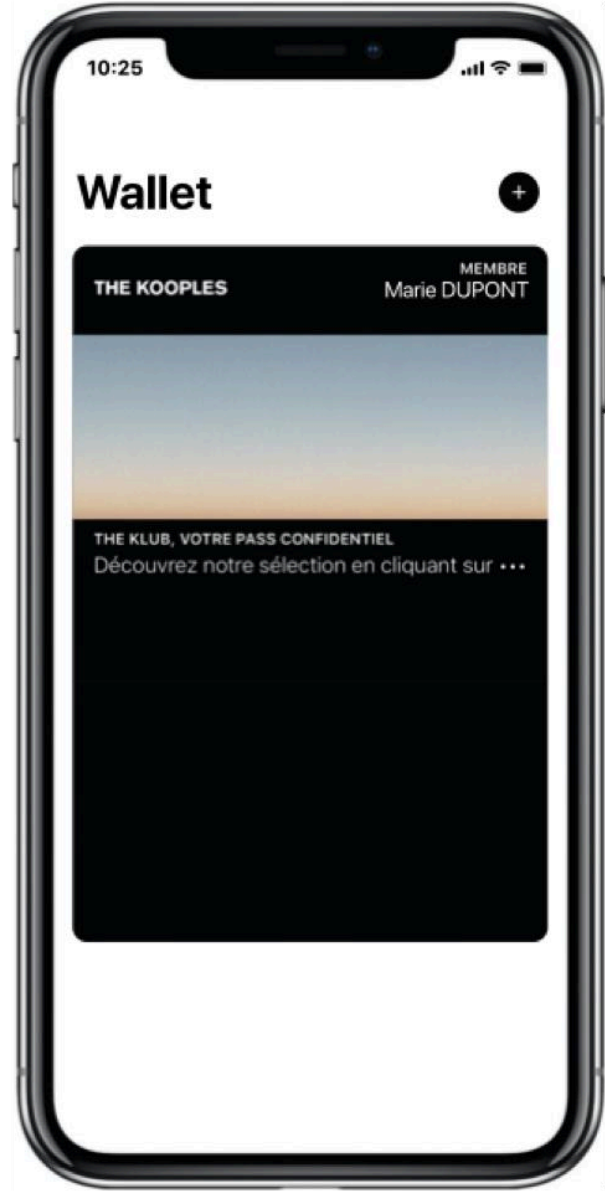 10:25
Wallet
THE KOOPLES
MEMBRE
Marie DUPONT
THE KLUB, VOTRE PASS CONFIDENTIEL
Découvrez notre sélection en cliquant sur •••